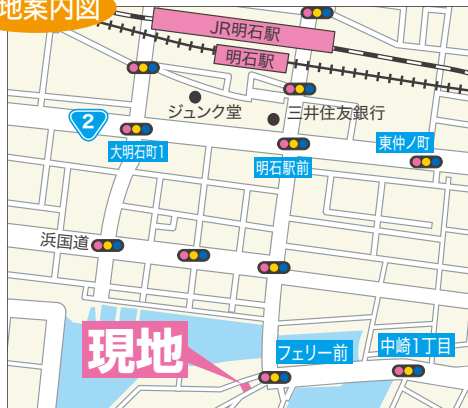 地案内図
JR明石駅
明石駅
ジュンク堂
三井住友銀行
2
大明石町1
明石駅前
東仲ノ町
浜国道
現地
フェリー前
中崎1丁目